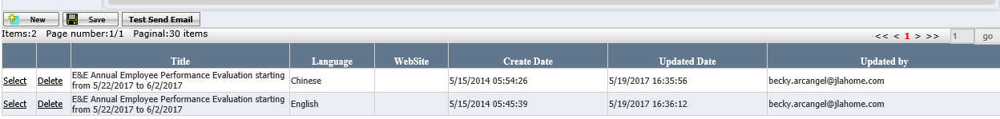 New Save Test Send Email
Items:2 Page number:1/1 Paginal:30 items << < 1 > >> 1 go
Title Language WebSite Create Date Updated Date Updated by
Select Delete E&E Annual Employee Performance Evaluation starting
from 5/22/2017 to 6/2/2017 Chinese 5/15/2014 05:54:26 5/19/2017 16:35:56 becky.arcangel@jlahome.com
Select Delete E&E Annual Employee Performance Evaluation starting
from 5/22/2017 to 6/2/2017 English 5/15/2014 05:45:39 5/19/2017 16:36:12 becky.arcangel@jlahome.com